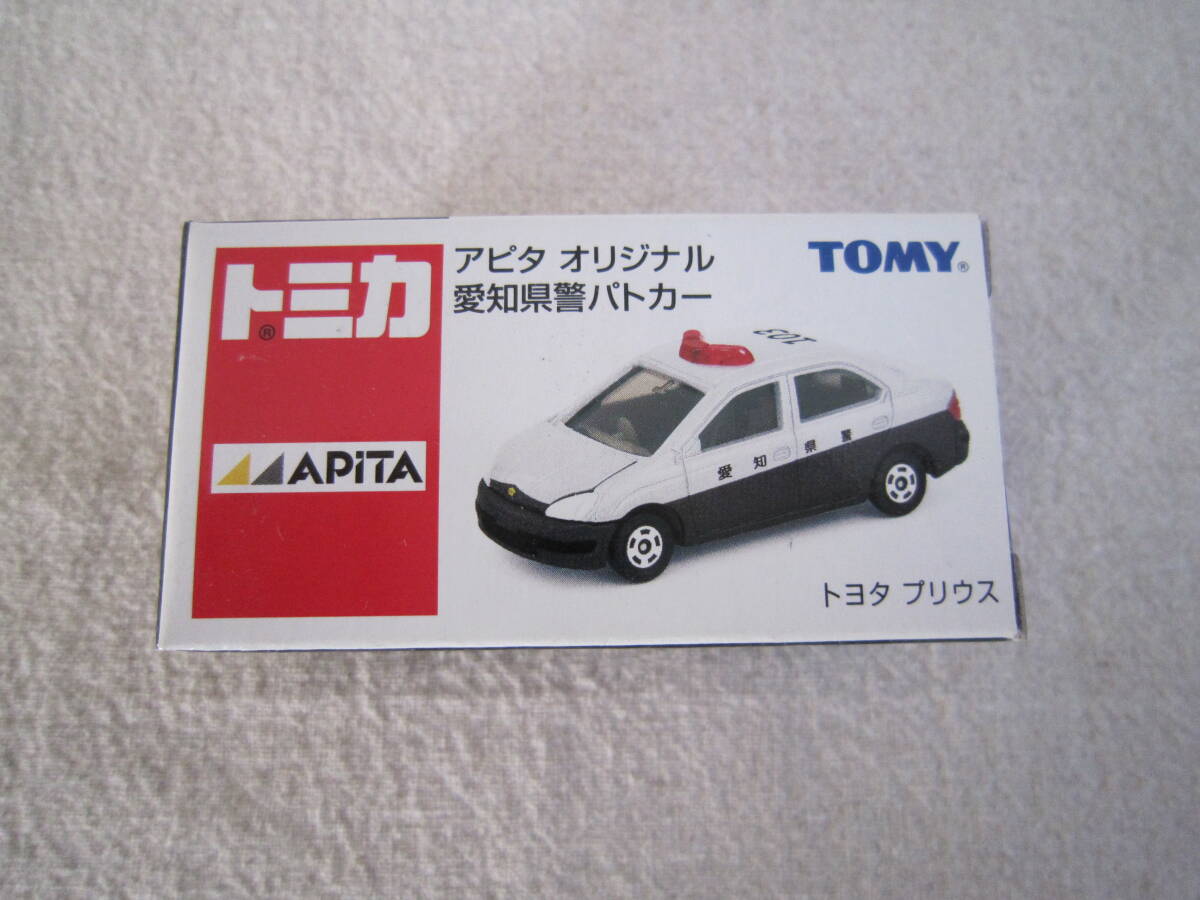 トミカ®
アピタ オリジナル
愛知県警パトカー
TOMY®
APiTA
103
愛知県警
トヨタ プリウス